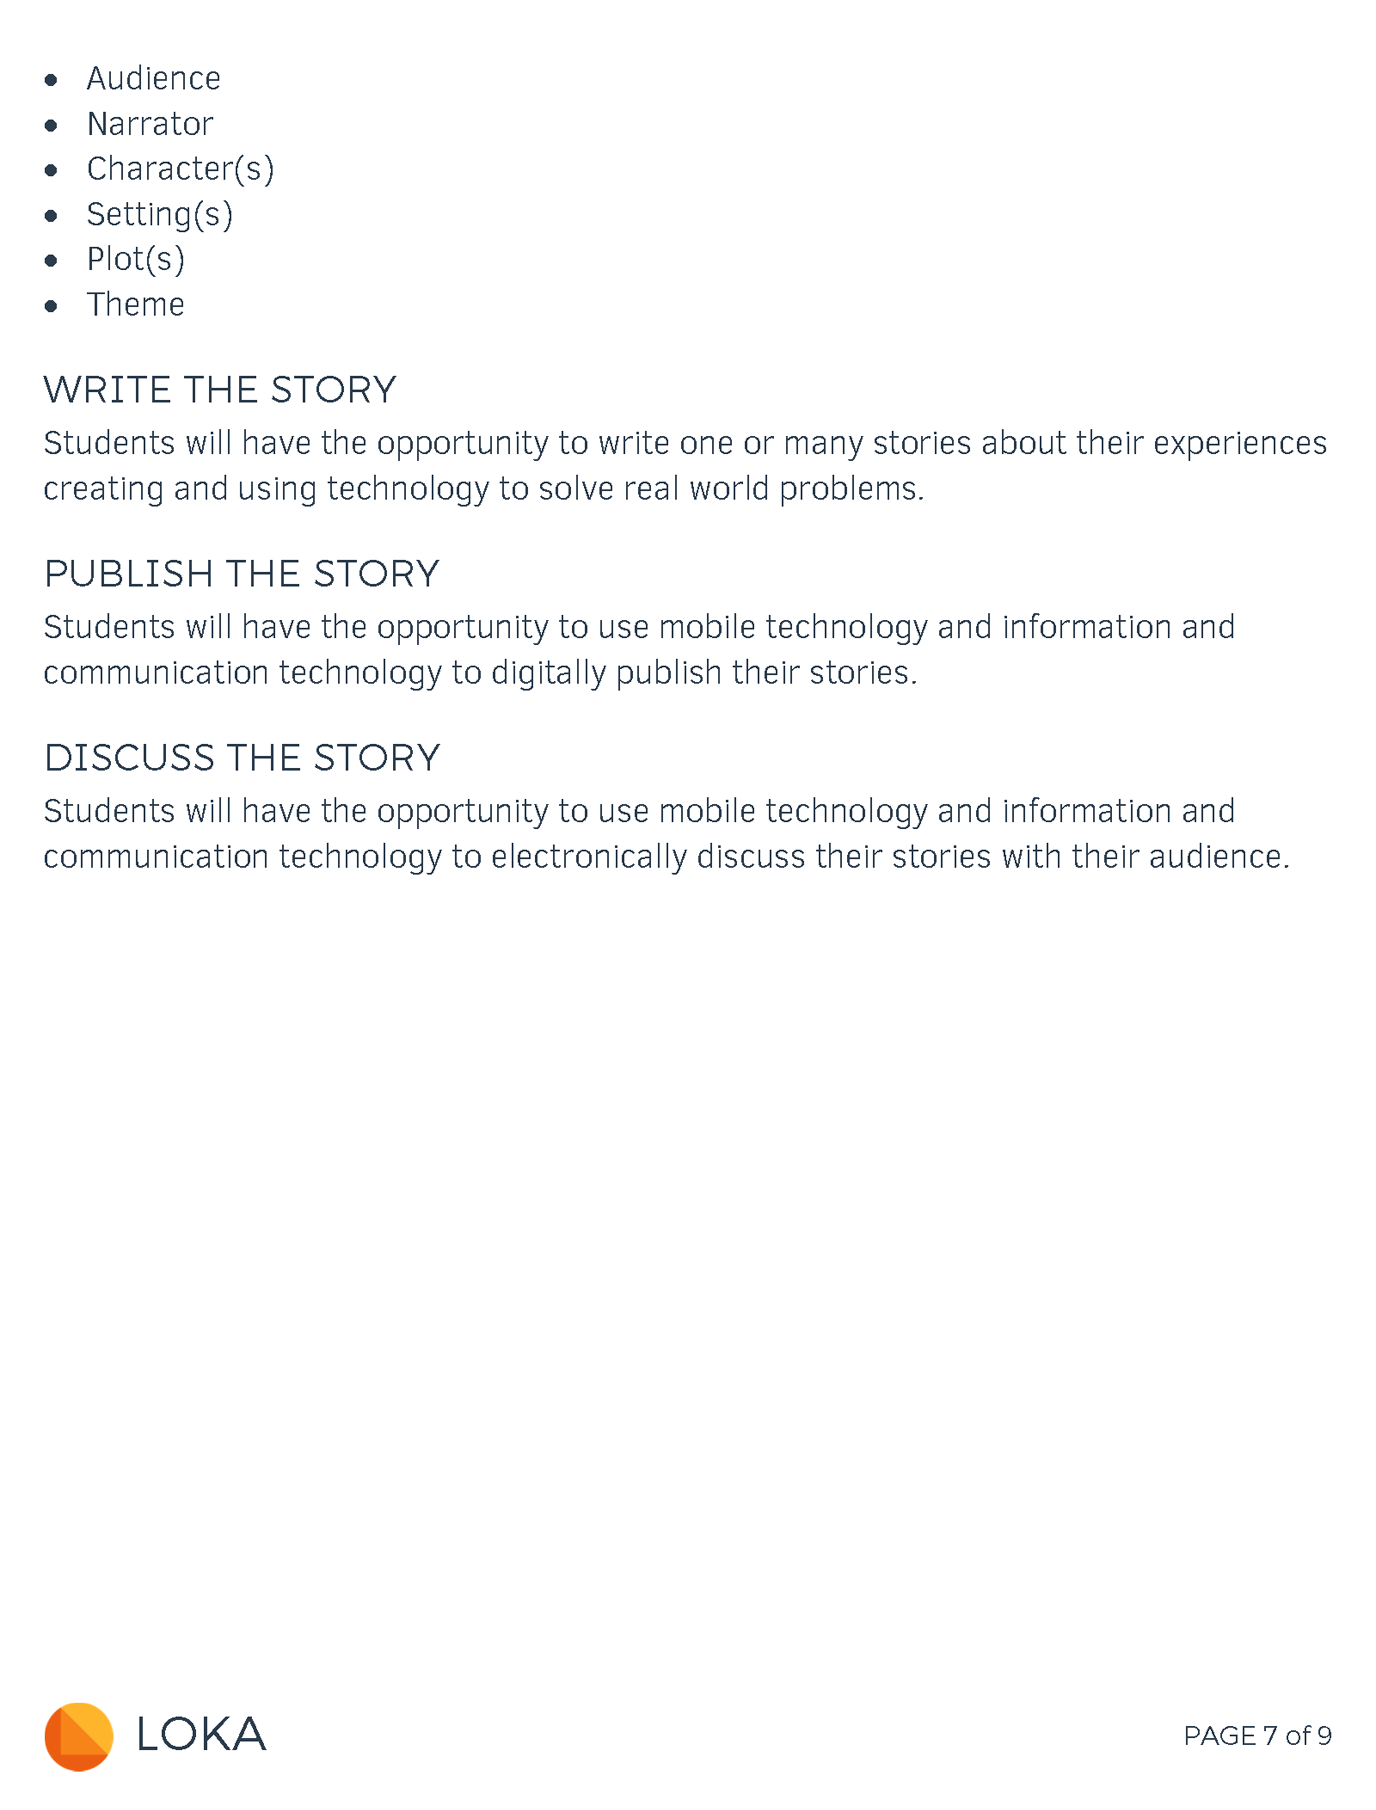 • Audience
• Narrator
• Character(s)
• Setting(s)
• Plot(s)
• Theme
WRITE THE STORY
Students will have the opportunity to write one or many stories about their experiences
creating and using technology to solve real world problems.
PUBLISH THE STORY
Students will have the opportunity to use mobile technology and information and
communication technology to digitally publish their stories.
DISCUSS THE STORY
Students will have the opportunity to use mobile technology and information and
communication technology to electronically discuss their stories with their audience.
LOKA
PAGE 7 of 9